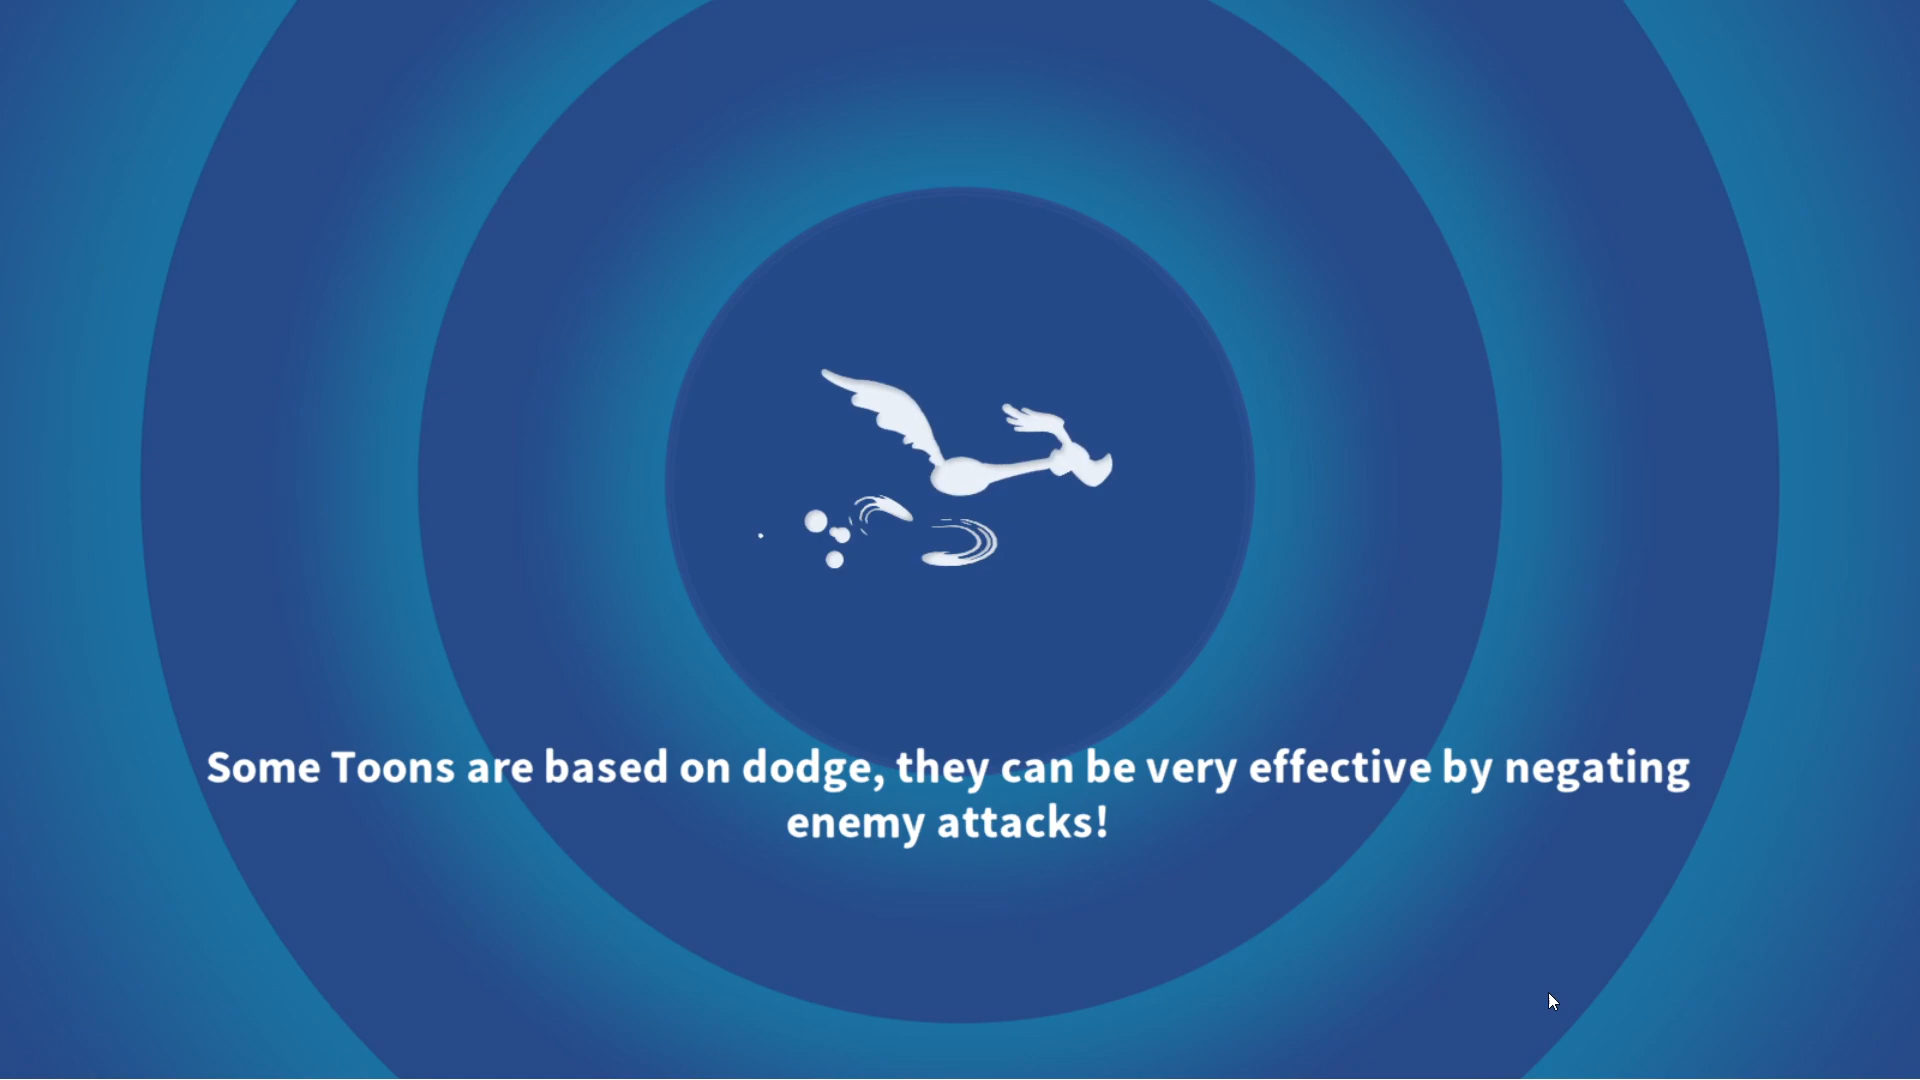 Some Toons are based on dodge, they can be very effective by negating
enemy attacks!